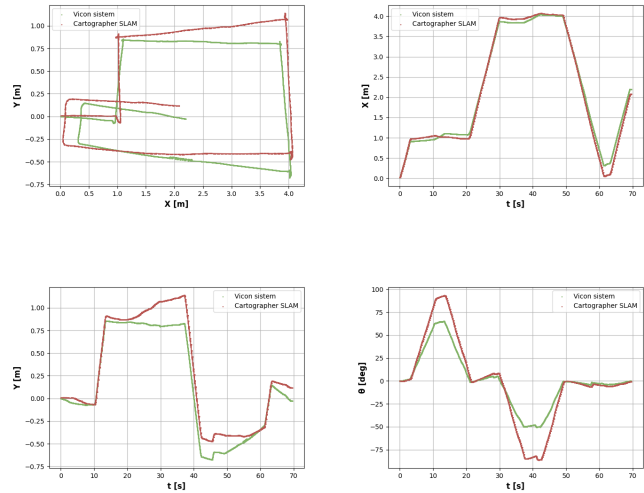 Vicon sistem
Cartographer SLAM
1.00
0.75
0.50
0.25
0.00
−0.25
−0.50
−0.75
Y [m]
0.0 0.5 1.0 1.5 2.0 2.5 3.0 3.5 4.0
X [m]
Vicon sistem
Cartographer SLAM
4.0
3.5
3.0
2.5
2.0
1.5
1.0
0.5
0.0
X [m]
0 10 20 30 40 50 60 70
t [s]
Vicon sistem
Cartographer SLAM
1.00
0.75
0.50
0.25
0.00
−0.25
−0.50
−0.75
Y [m]
0 10 20 30 40 50 60 70
t [s]
Vicon sistem
Cartographer SLAM
100
75
50
25
0
−25
−50
−75
θ [deg]
0 10 20 30 40 50 60 70
t [s]